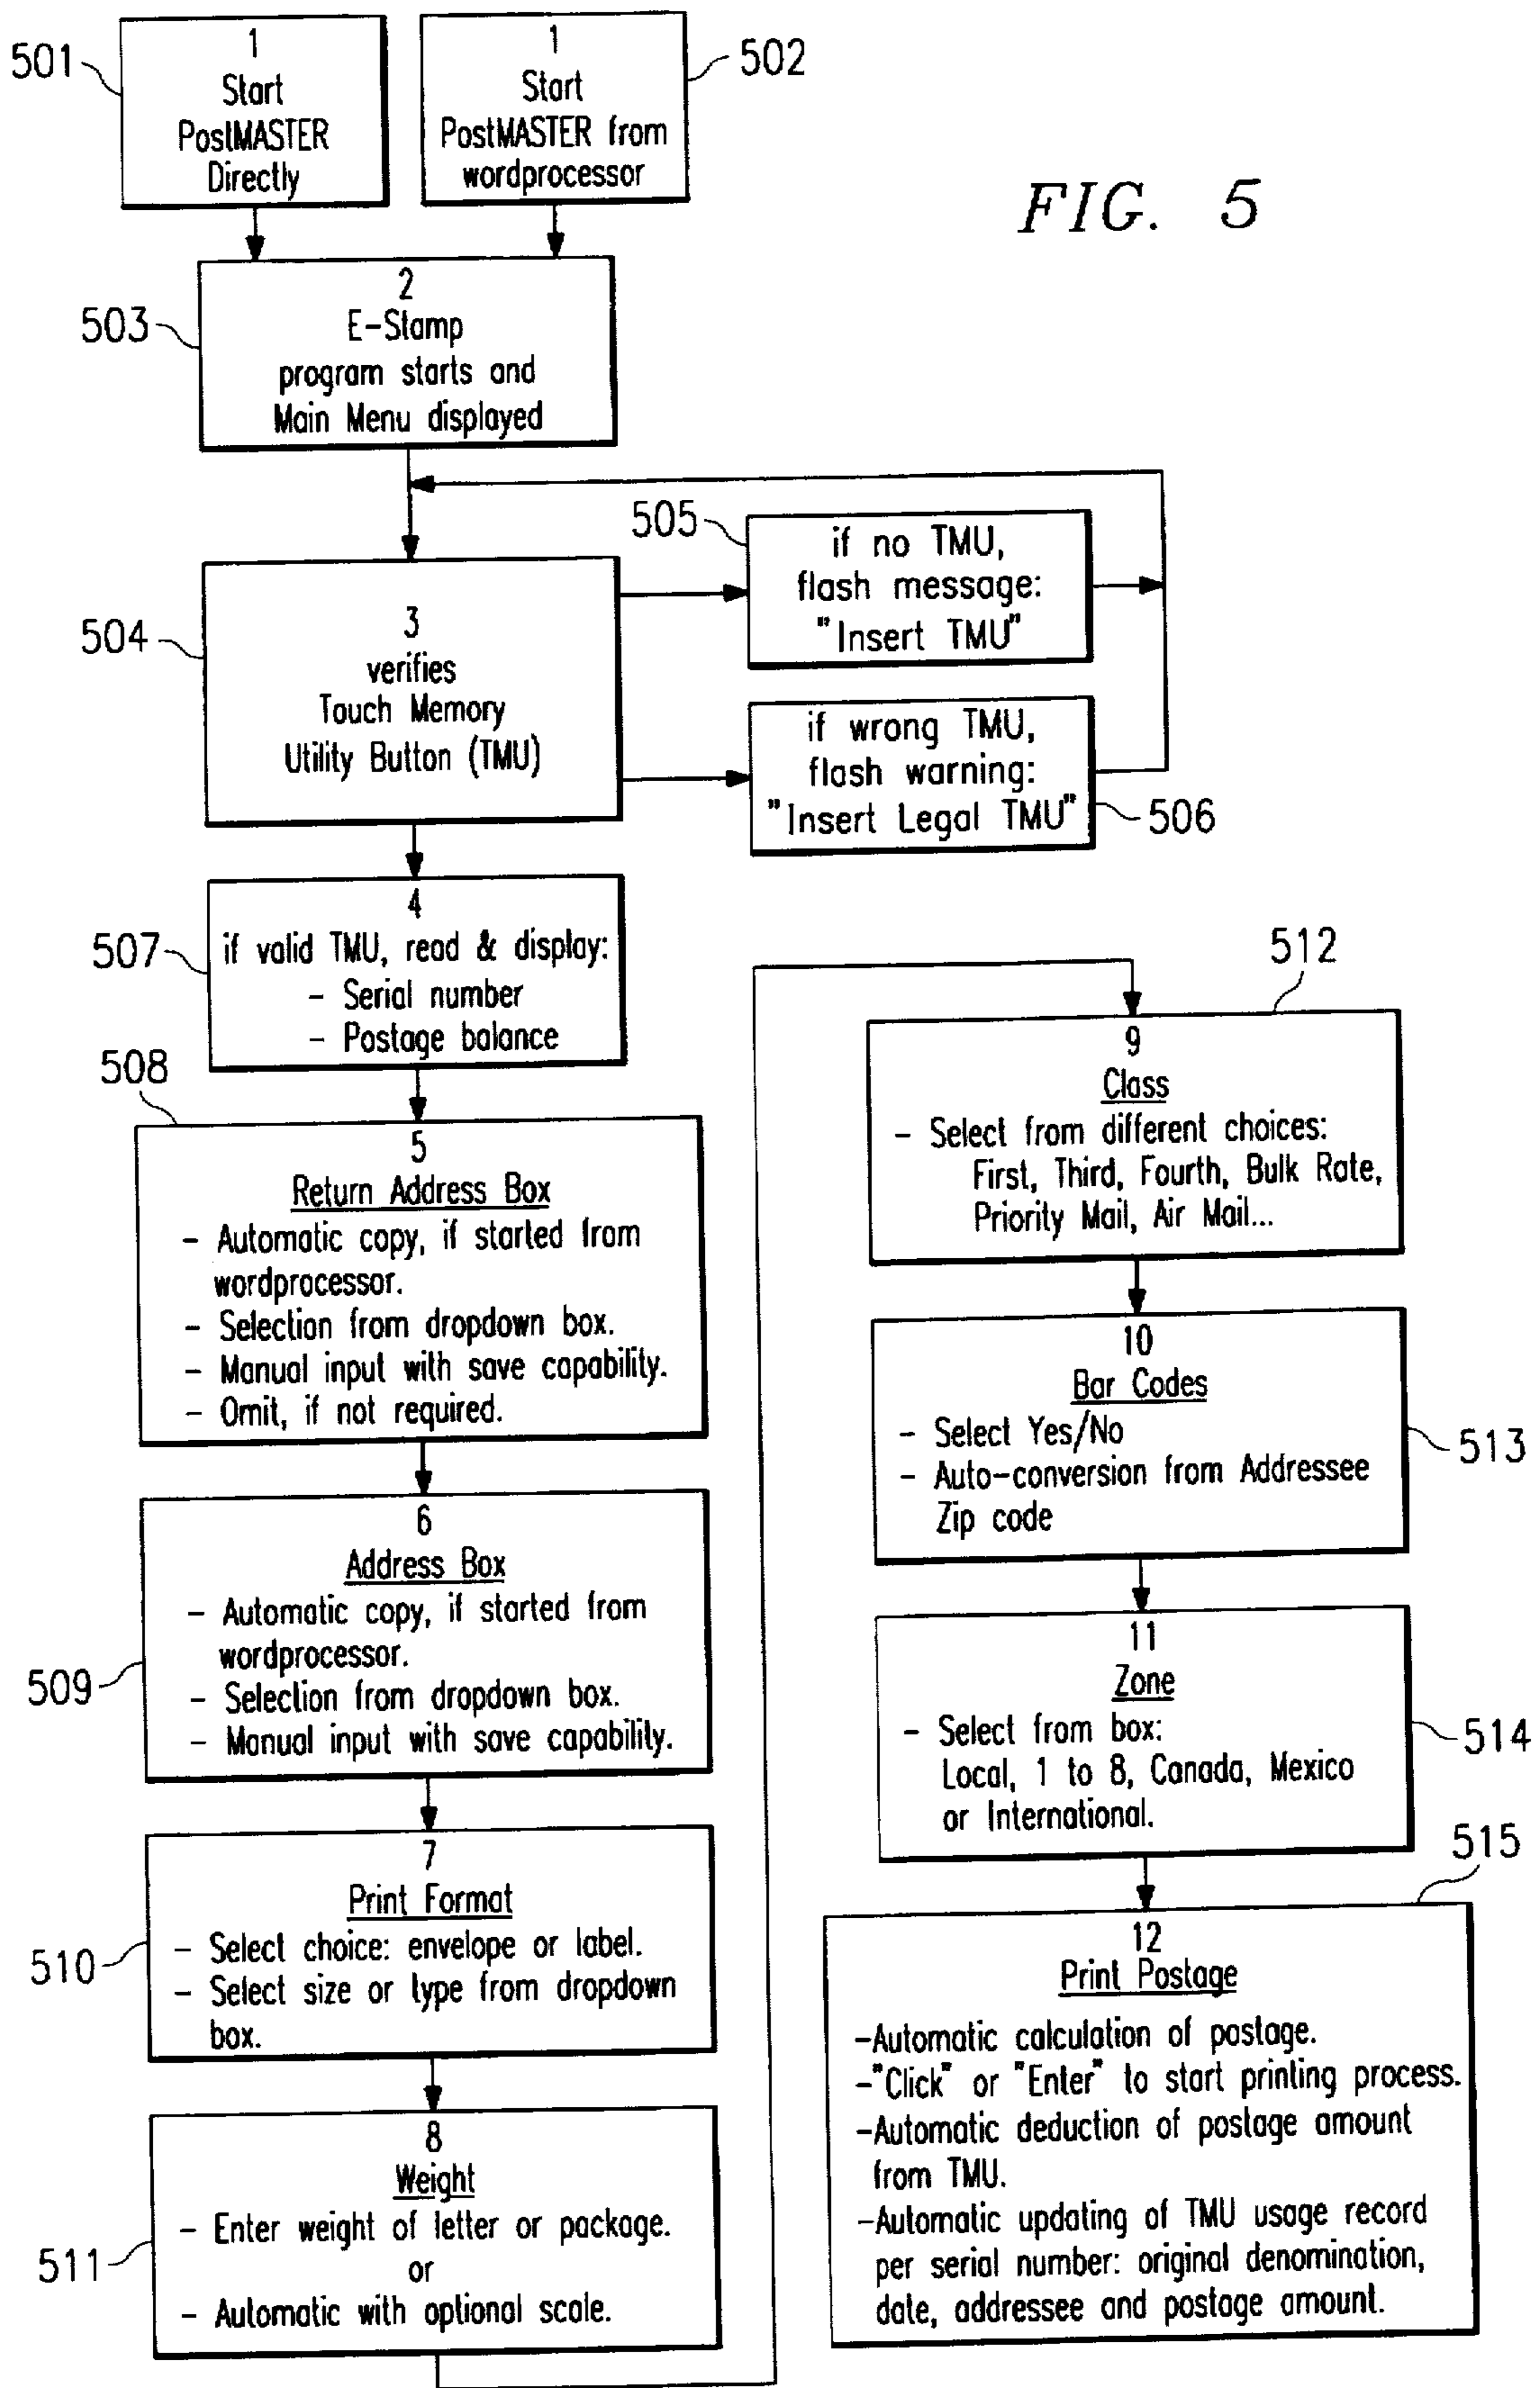 FIG. 5
501
1
Start
PostMASTER
Directly
502
1
Start
PostMASTER from
wordprocessor
503
2
E-Stamp
program starts and
Main Menu displayed
504
3
verifies
Touch Memory
Utility Button (TMU)
505
if no TMU,
flash message:
"Insert TMU"
506
if wrong TMU,
flash warning:
"Insert Legal TMU"
507
4
if valid TMU, read & display:
- Serial number
- Postage balance
508
5
Return Address Box
- Automatic copy, if started from
wordprocessor.
- Selection from dropdown box.
- Manual input with save capability.
- Omit, if not required.
509
6
Address Box
- Automatic copy, if started from
wordprocessor.
- Selection from dropdown box.
- Manual input with save capability.
510
7
Print Format
- Select choice: envelope or label.
- Select size or type from dropdown
box.
511
8
Weight
- Enter weight of letter or package.
or
- Automatic with optional scale.
512
9
Class
- Select from different choices:
First, Third, Fourth, Bulk Rate,
Priority Mail, Air Mail...
513
10
Bar Codes
- Select Yes/No
- Auto-conversion from Addressee
Zip code
514
11
Zone
- Select from box:
Local, 1 to 8, Canada, Mexico
or International.
515
12
Print Postage
-Automatic calculation of postage.
-"Click" or "Enter" to start printing process.
-Automatic deduction of postage amount
from TMU.
-Automatic updating of TMU usage record
per serial number: original denomination,
date, addressee and postage amount.